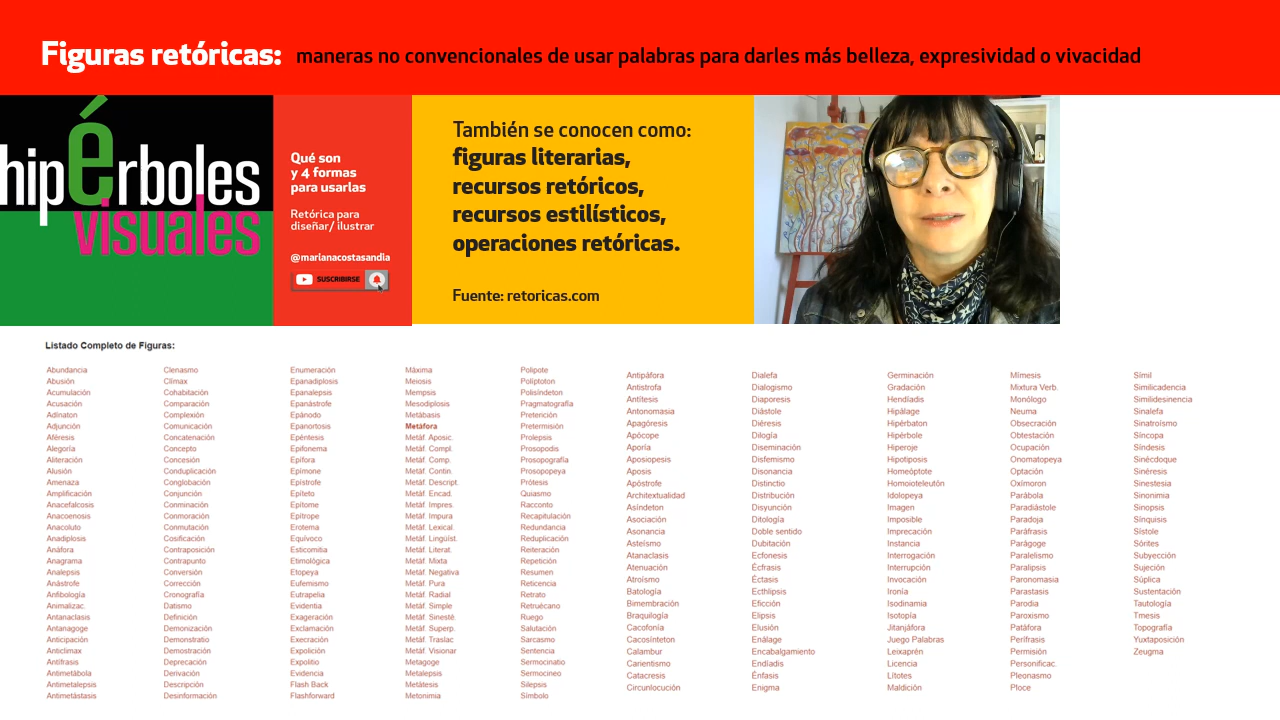 Figuras retóricas: maneras no convencionales de usar palabras para darles más belleza, expresividad o vivacidad
hipérboles
visuales
Qué son
y 4 formas
para usarlas
Retórica para
diseñar/ ilustrar
@marianacostasandla
SUSCRIBIRSE
También se conocen como:
figuras literarias,
recursos retóricos,
recursos estilísticos,
operaciones retóricas.
Fuente: retoricas.com
Listado Completo de Figuras:
Abundancia
Abusión
Acumulación
Acusación
Adínaton
Adjunción
Aféresis
Alegoría
Aliteración
Alusión
Amenaza
Amplificación
Anacefalcosis
Anacoenosis
Anacoluto
Anadiplosis
Anáfora
Anagrama
Analepsis
Anástrofe
Anfibología
Animalizac.
Antanaclasis
Antanagoge
Anticipación
Anticlimax
Antífrasis
Antimetábola
Antimetalepsis
Antimetástasis
Clenasmo
Clímax
Cohabitación
Comparación
Complexión
Comunicación
Concatenación
Concepto
Concesión
Conduplicación
Conglobación
Conjunción
Conminación
Conmoración
Conmutación
Cosificación
Contraposición
Contrapunto
Conversión
Corrección
Cronografía
Datismo
Definición
Demonización
Demonstratio
Demostración
Deprecación
Derivación
Descripción
Desinformación
Enumeración
Epanadiplosis
Epanalepsis
Epanástrofe
Epánodo
Epanortosis
Epéntesis
Epifonema
Epífora
Epímone
Epístrofe
Epíteto
Epítome
Epítrope
Erotema
Equívoco
Esticomitia
Etimológica
Etopeya
Eufemismo
Eutrapelia
Evidentia
Exageración
Exclamación
Execración
Expolición
Expolitio
Evidencia
Flash Back
Flashforward
Máxima
Meiosis
Mempsis
Mesodiplosis
Metábasis
Metáfora
Metáf. Aposic.
Metáf. Compl.
Metáf. Comp.
Metáf. Contin.
Metáf. Descript.
Metáf. Encad.
Metáf. Impres.
Metáf. Impura
Metáf. Lexical
Metáf. Lingüíst.
Metáf. Literat.
Metáf. Mixta
Metáf. Negativa
Metáf. Pura
Metáf. Radial
Metáf. Simple
Metáf. Sinesté.
Metáf. Superp.
Metáf. Traslac
Metáf. Visionar
Metagoge
Metalepsis
Metátesis
Metonimia
Polipote
Políptoton
Polisíndeton
Pragmatografía
Pretención
Pretermisión
Prolepsis
Prosopodis
Prosopografía
Prosopopeya
Prótesis
Quiasmo
Racconto
Recapitulación
Redundancia
Reduplicación
Reiteración
Repetición
Resumen
Reticencia
Retrato
Retruécano
Ruego
Salutación
Sarcasmo
Sentencia
Sermocinatio
Sermocineo
Silepsis
Símbolo
Antipáfora
Antistrofa
Antítesis
Antonomasia
Apagóresis
Apócope
Aporía
Aposiopesis
Aposis
Apóstrofe
Architextualidad
Asíndeton
Asociación
Asonancia
Asteísmo
Atanaclasis
Atenuación
Atroísmo
Batología
Bimembración
Braquilogía
Cacofonía
Cacosínteton
Calambur
Carientismo
Catacresis
Circunlocución
Dialefa
Dialogismo
Diaporesis
Diástole
Diéresis
Dilogía
Diseminación
Disfemismo
Disonancia
Distinctio
Distribución
Disyunción
Ditología
Doble sentido
Dubitación
Ecfonesis
Écfrasis
Éctasis
Ecthlipsis
Eficción
Elipsis
Elusión
Enálage
Encabalgamiento
Endíadis
Énfasis
Enigma
Germinación
Gradación
Hendíadis
Hipálage
Hipérbaton
Hipérbole
Hiperoje
Hipotiposis
Homeóptote
Homoioteleutón
Idolopeya
Imagen
Imposible
Imprecación
Instancia
Interrogación
Interrupción
Invocación
Ironía
Isodinamia
Isotopía
Jitanjáfora
Juego Palabras
Leixaprén
Licencia
Lítotes
Maldición
Mímesis
Mixtura Verb.
Monólogo
Neuma
Obsecración
Obtestación
Ocupación
Onomatopeya
Optación
Oxímoron
Parábola
Paradiástole
Paradoja
Paráfrasis
Parágoge
Paralelismo
Paralipsis
Paronomasia
Parastasis
Parodia
Paroxismo
Patáfora
Perífrasis
Permisión
Personificac.
Pleonasmo
Ploce
Símil
Similicadencia
Similidesinencia
Sinalefa
Sinatroísmo
Síncopa
Síndesis
Sinécdoque
Sinéresis
Sinestesia
Sinonimia
Sinopsis
Sínquisis
Sístole
Sórites
Subyección
Sujeción
Súplica
Sustentación
Tautología
Tmesis
Topografía
Yuxtaposición
Zeugma